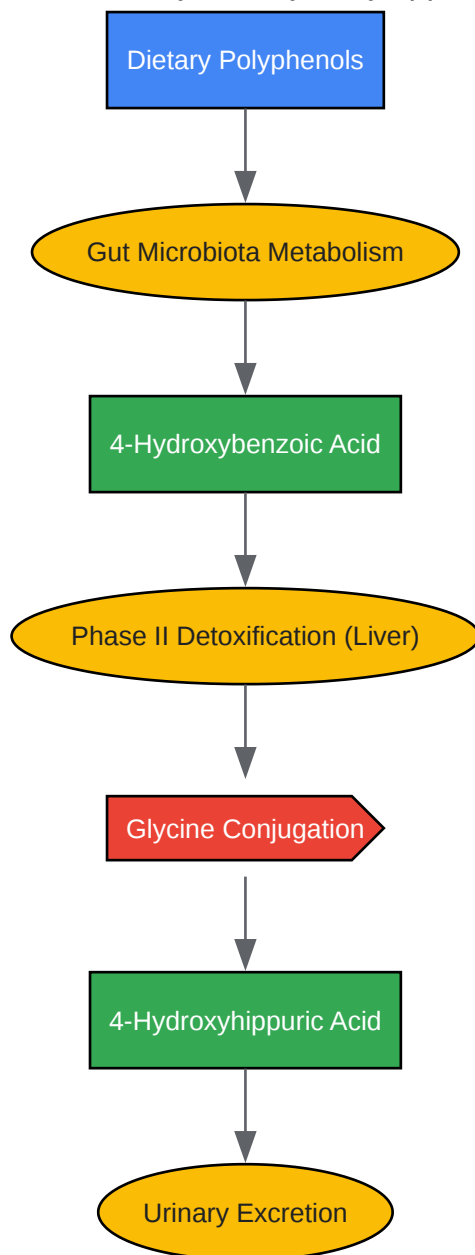 Dietary Polyphenols
Gut Microbiota Metabolism
4-Hydroxybenzoic Acid
Phase II Detoxification (Liver)
Glycine Conjugation
4-Hydroxyhippuric Acid
Urinary Excretion